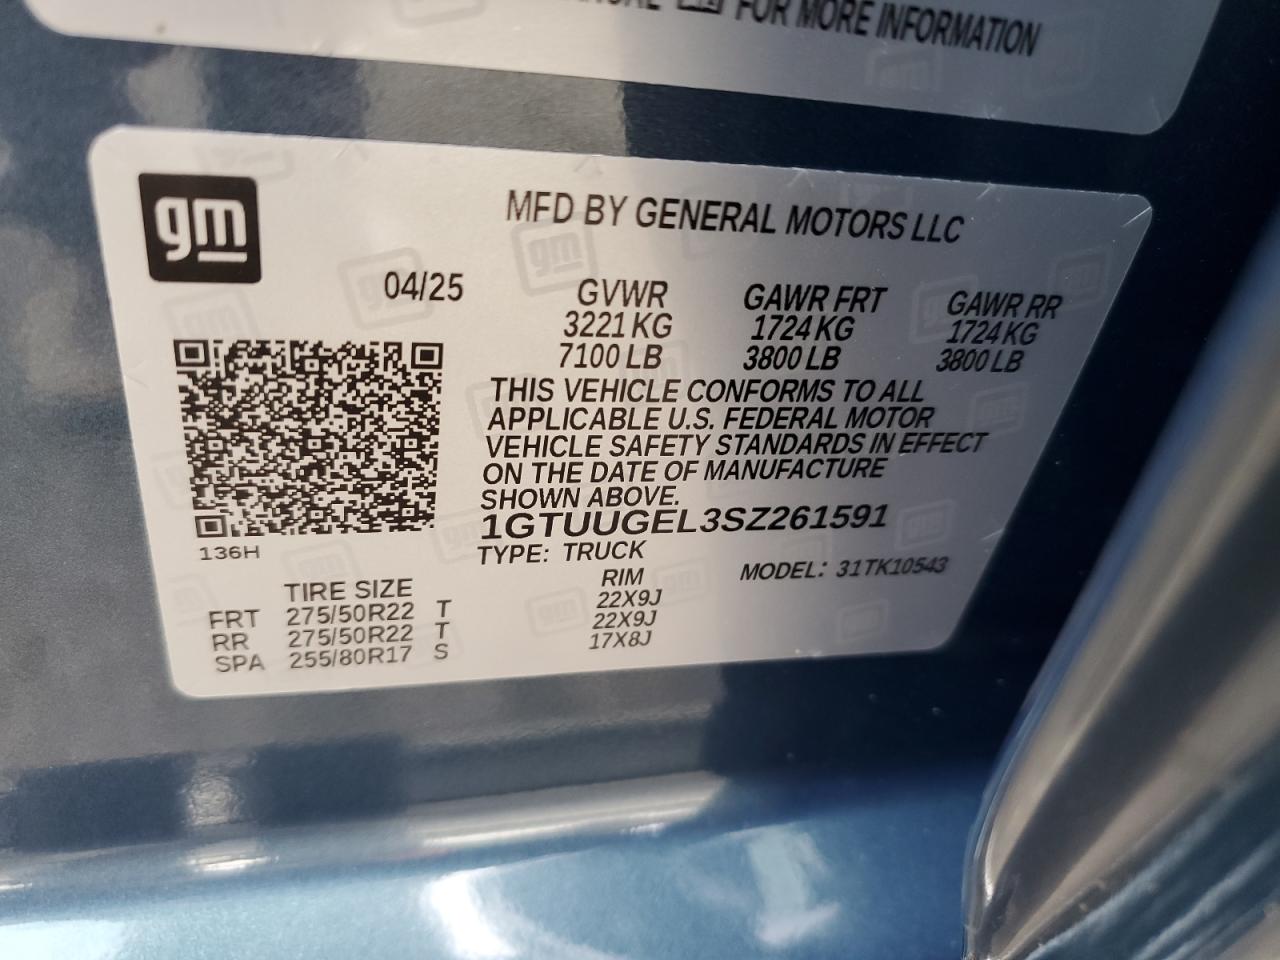 FOR MORE INFORMATION
gm
MFD BY GENERAL MOTORS LLC
04/25
GVWR GAWR FRT GAWR RR
3221 KG 1724 KG 1724 KG
7100 LB 3800 LB 3800 LB
THIS VEHICLE CONFORMS TO ALL
APPLICABLE U.S. FEDERAL MOTOR
VEHICLE SAFETY STANDARDS IN EFFECT
ON THE DATE OF MANUFACTURE
SHOWN ABOVE.
1GTUUGEL3SZ261591
136H
TYPE: TRUCK
MODEL: 31TK10543
TIRE SIZE RIM
FRT 275/50R22 T 22X9J
RR 275/50R22 T 22X9J
SPA 255/80R17 S 17X8J